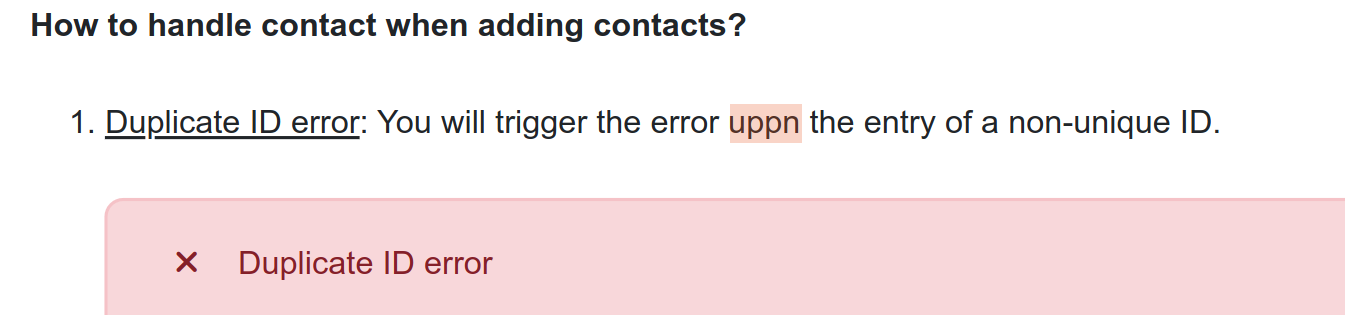 How to handle contact when adding contacts?
1. Duplicate ID error: You will trigger the error uppn the entry of a non-unique ID.
✕ Duplicate ID error